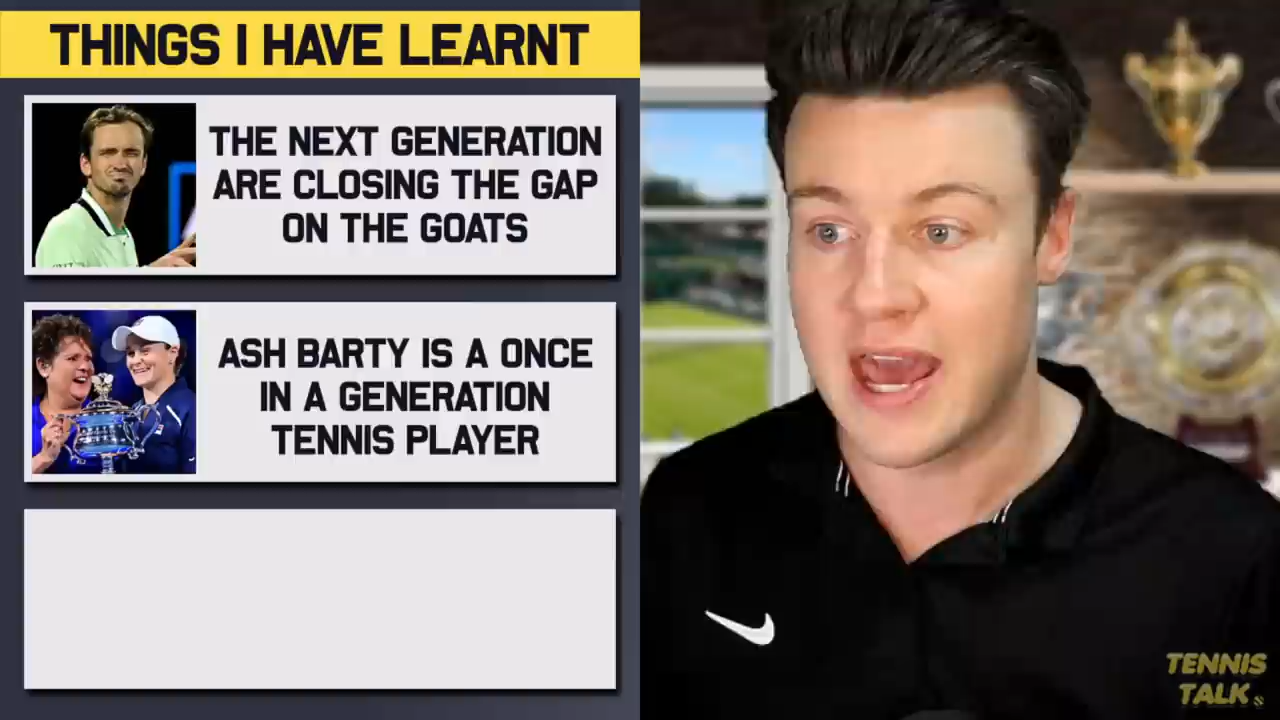 THINGS I HAVE LEARNT
THE NEXT GENERATION
ARE CLOSING THE GAP
ON THE GOATS
ASH BARTY IS A ONCE
IN A GENERATION
TENNIS PLAYER
TENNIS
TALK